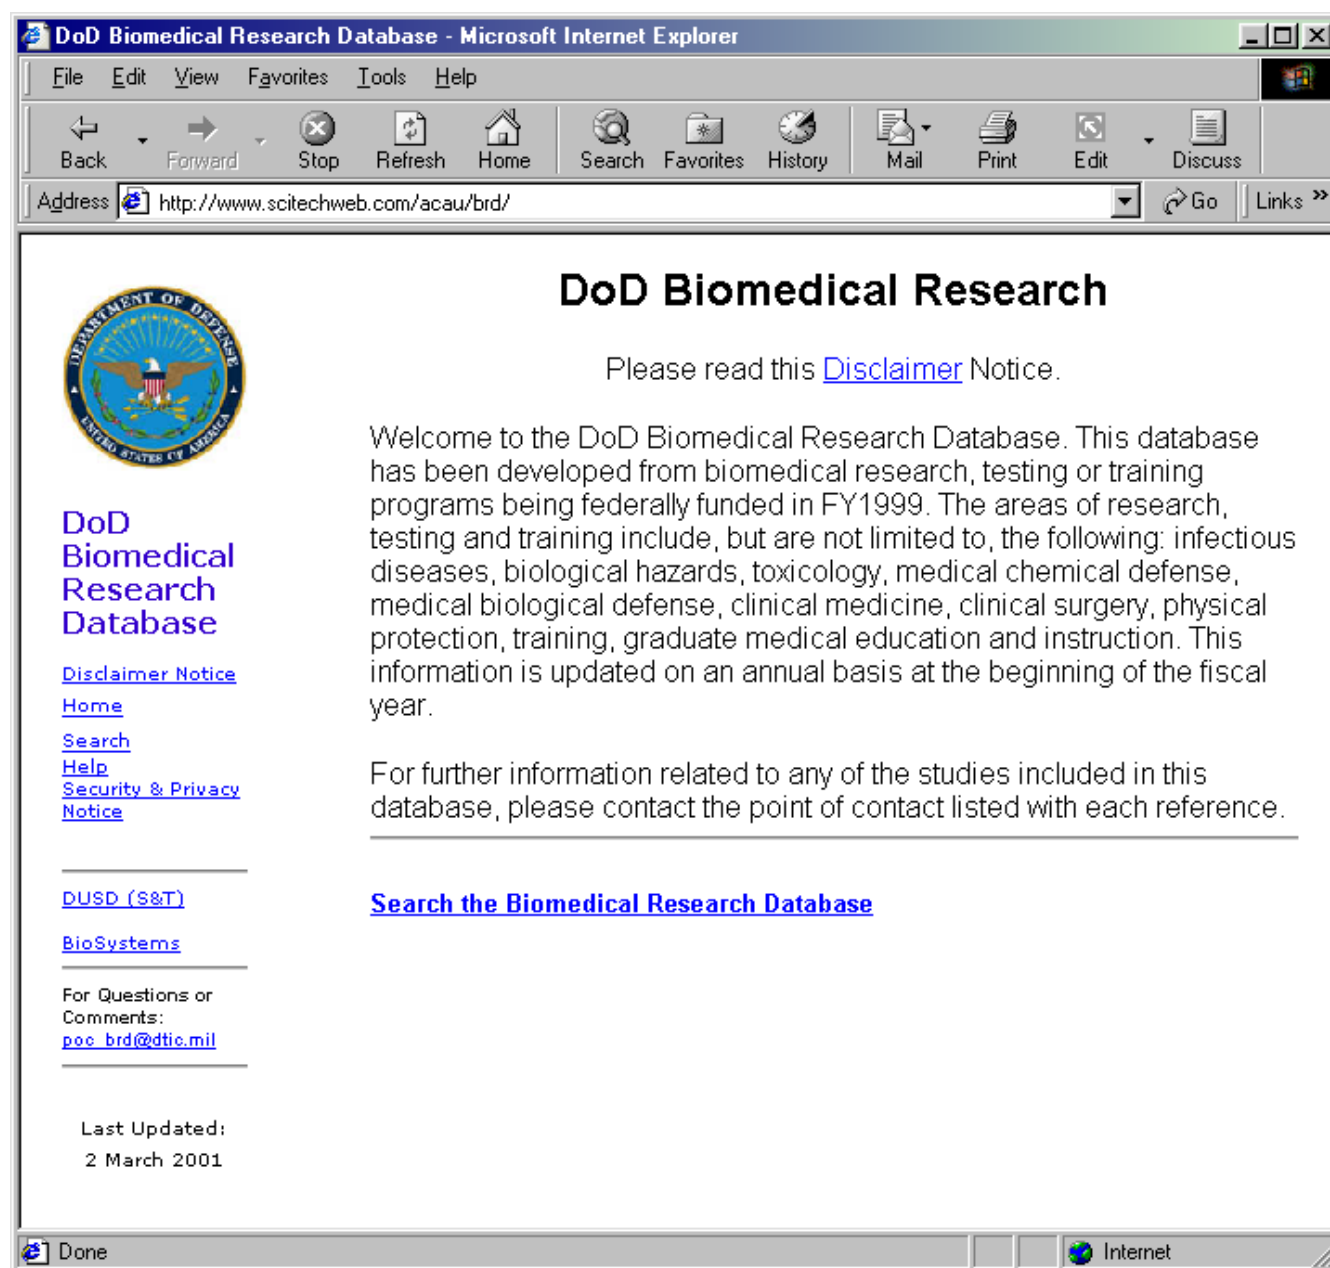 DoD Biomedical Research Database - Microsoft Internet Explorer
File Edit View Favorites Tools Help
Back Forward Stop Refresh Home Search Favorites History Mail Print Edit Discuss
Address http://www.scitechweb.com/acau/brd/ Go Links »
DEPARTMENT OF DEFENSE
UNITED STATES OF AMERICA
DoD
Biomedical
Research
Database
Disclaimer Notice
Home
Search
Help
Security & Privacy
Notice
DUSD (S&T)
BioSystems
For Questions or
Comments:
poc_brd@dtic.mil
Last Updated:
2 March 2001
DoD Biomedical Research
Please read this Disclaimer Notice.
Welcome to the DoD Biomedical Research Database. This database
has been developed from biomedical research, testing or training
programs being federally funded in FY1999. The areas of research,
testing and training include, but are not limited to, the following: infectious
diseases, biological hazards, toxicology, medical chemical defense,
medical biological defense, clinical medicine, clinical surgery, physical
protection, training, graduate medical education and instruction. This
information is updated on an annual basis at the beginning of the fiscal
year.
For further information related to any of the studies included in this
database, please contact the point of contact listed with each reference.
Search the Biomedical Research Database
Done Internet